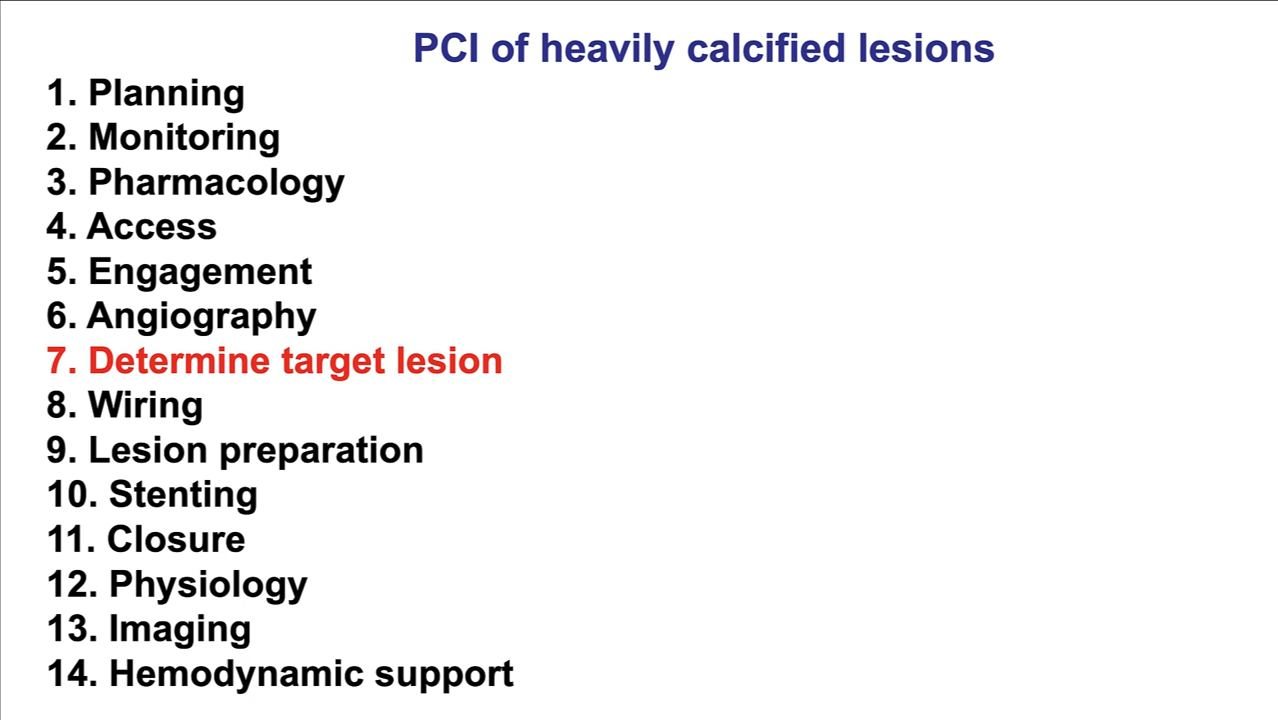 PCI of heavily calcified lesions
1. Planning
2. Monitoring
3. Pharmacology
4. Access
5. Engagement
6. Angiography
7. Determine target lesion
8. Wiring
9. Lesion preparation
10. Stenting
11. Closure
12. Physiology
13. Imaging
14. Hemodynamic support